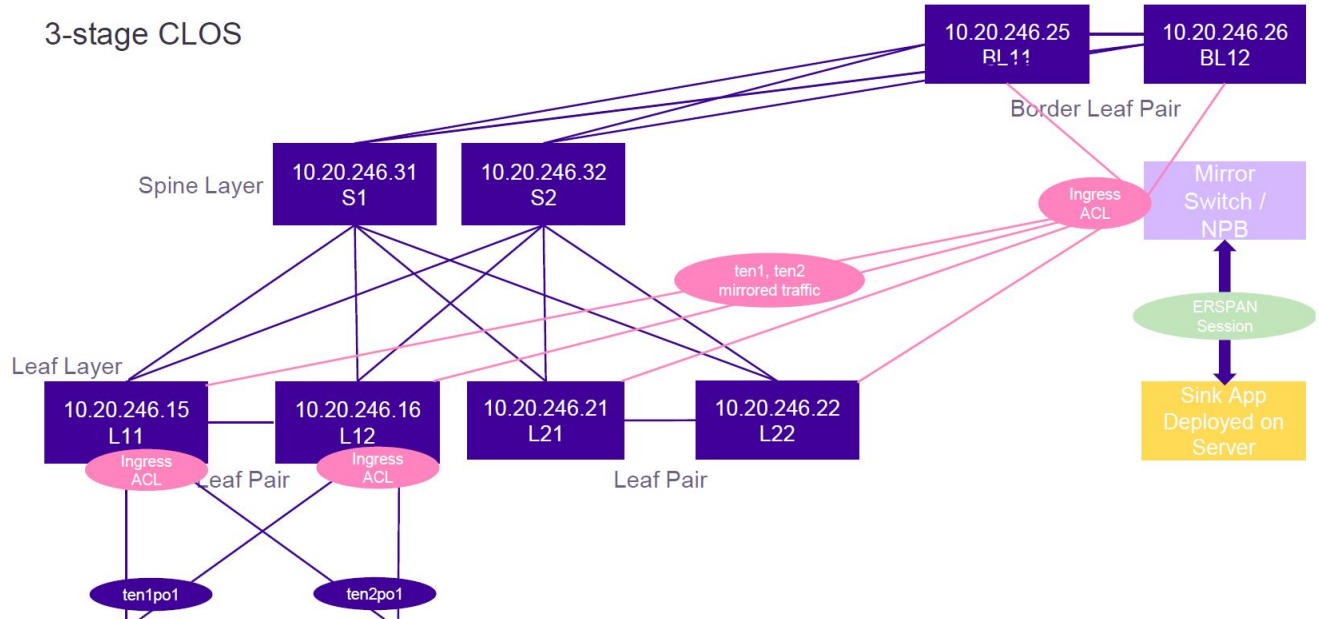 3-stage CLOS
10.20.246.25
BL11
10.20.246.26
BL12
Border Leaf Pair
Spine Layer
10.20.246.31
S1
10.20.246.32
S2
Ingress
ACL
Mirror
Switch /
NPB
ten1, ten2
mirrored traffic
ERSPAN
Session
Leaf Layer
10.20.246.15
L11
10.20.246.16
L12
10.20.246.21
L21
10.20.246.22
L22
Sink App
Deployed on
Server
Ingress
ACL
Leaf Pair
Ingress
ACL
Leaf Pair
ten1po1
ten2po1